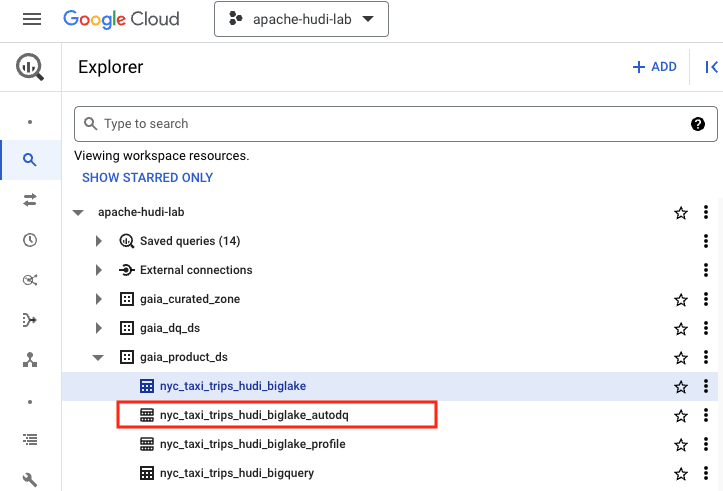 Google Cloud
apache-hudi-lab
Explorer
+ ADD
Type to search
Viewing workspace resources.
SHOW STARRED ONLY
apache-hudi-lab
Saved queries (14)
External connections
gaia_curated_zone
gaia_dq_ds
gaia_product_ds
nyc_taxi_trips_hudi_biglake
nyc_taxi_trips_hudi_biglake_autodq
nyc_taxi_trips_hudi_biglake_profile
nyc_taxi_trips_hudi_bigquery